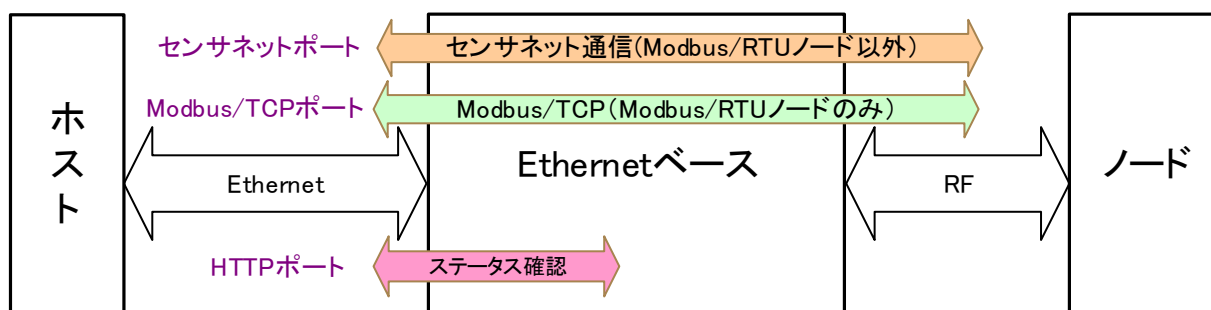 センサネットポート
センサネット通信(Modbus/RTUノード以外)
Modbus/TCPポート
Modbus/TCP(Modbus/RTUノードのみ)
ホスト
Ethernetベース
ノード
Ethernet
RF
HTTPポート
ステータス確認